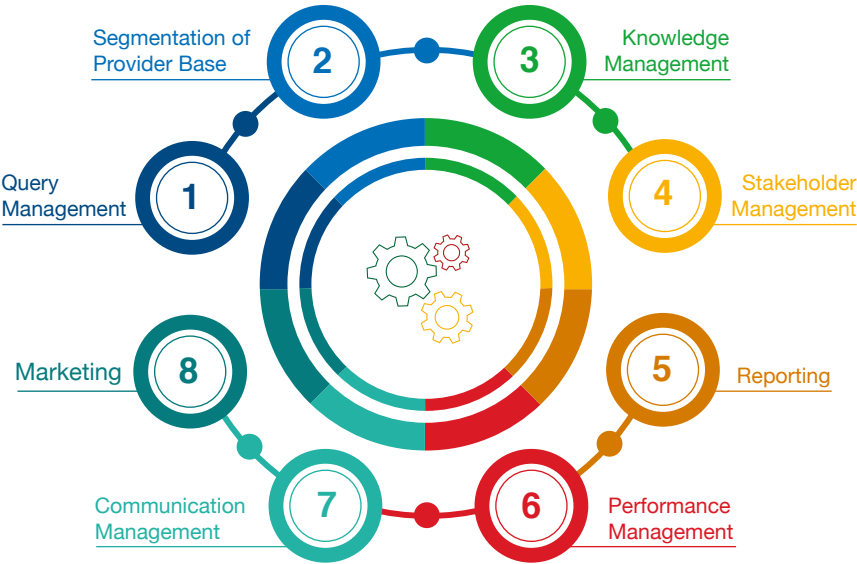 1
Query
Management
2
Segmentation of
Provider Base
3
Knowledge
Management
4
Stakeholder
Management
5
Reporting
6
Performance
Management
7
Communication
Management
8
Marketing